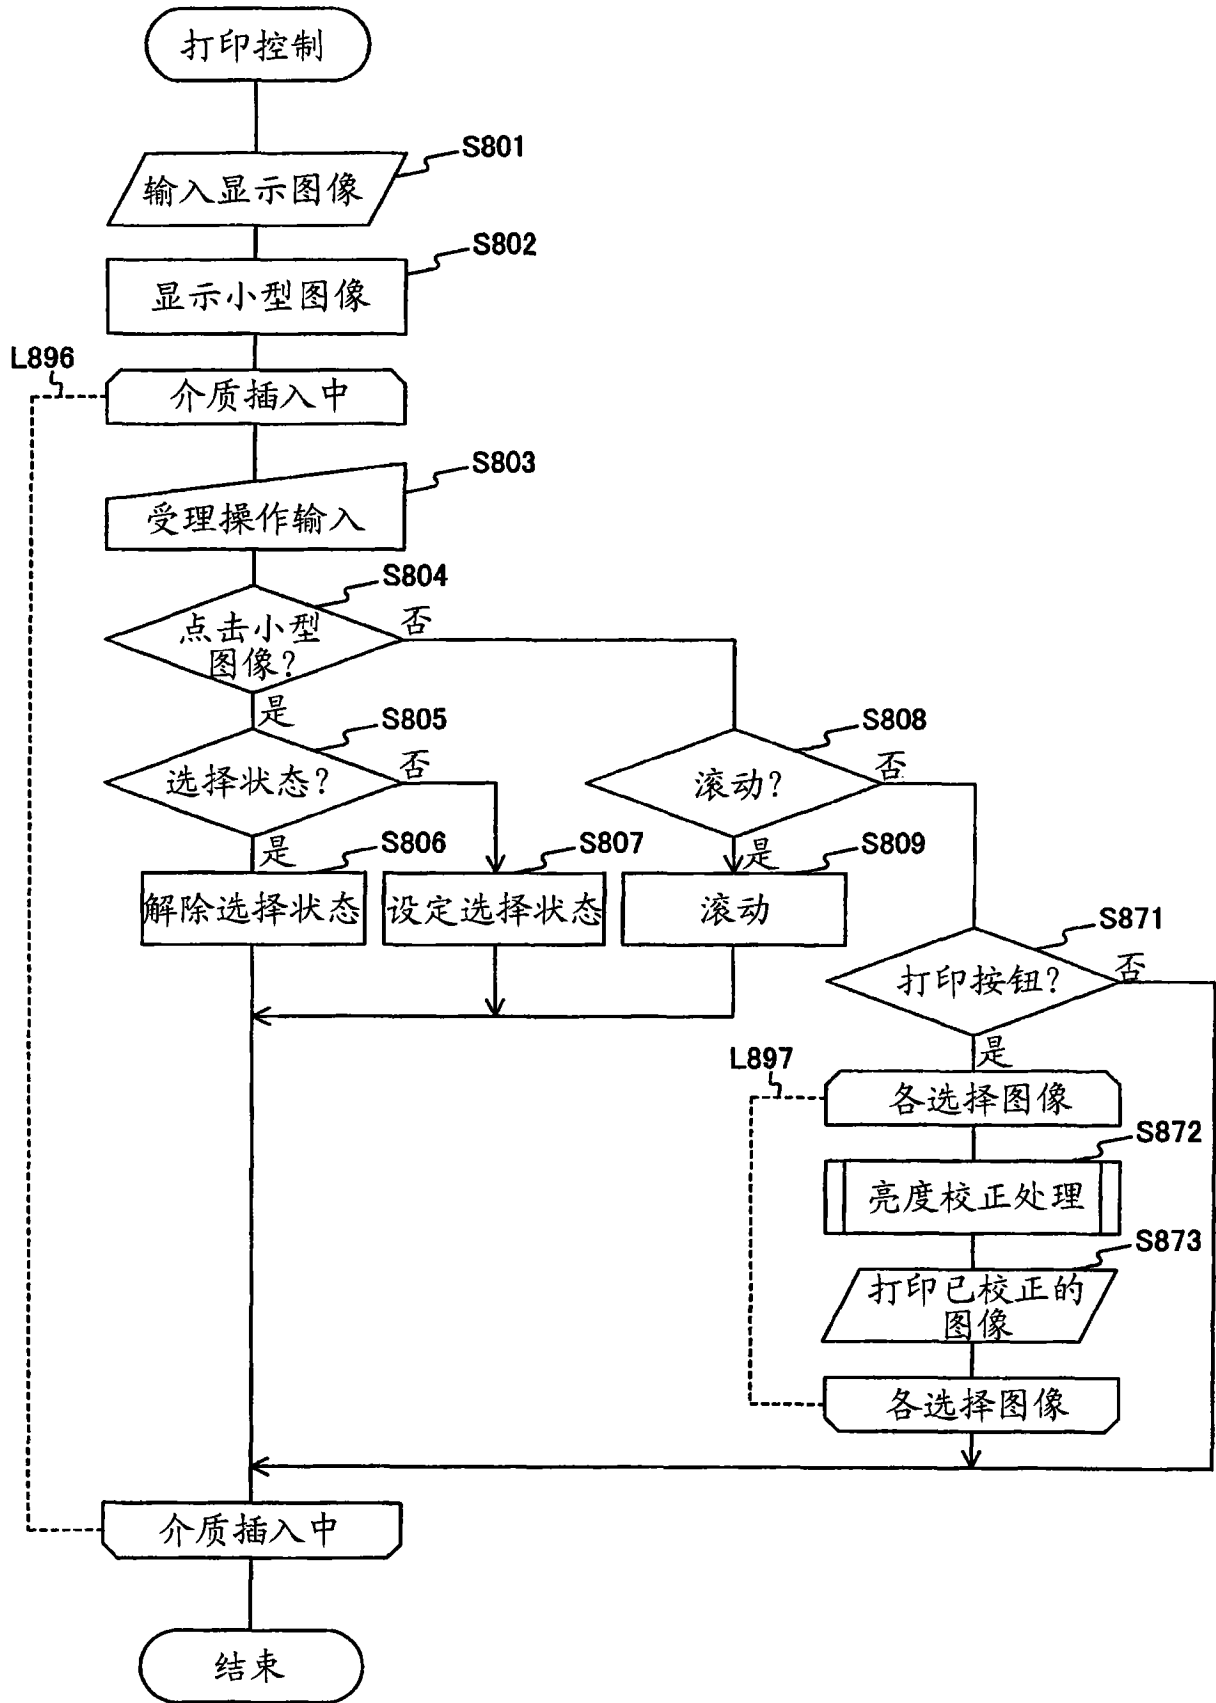 打印控制
S801
输入显示图像
S802
显示小型图像
L896
介质插入中
S803
受理操作输入
S804
点击小型
图像?
否
是
S805
选择状态?
否
S808
滚动?
否
是
S806
解除选择状态
S807
设定选择状态
是
S809
滚动
S871
打印按钮?
否
是
L897
各选择图像
S872
亮度校正处理
S873
打印已校正的
图像
各选择图像
介质插入中
结束